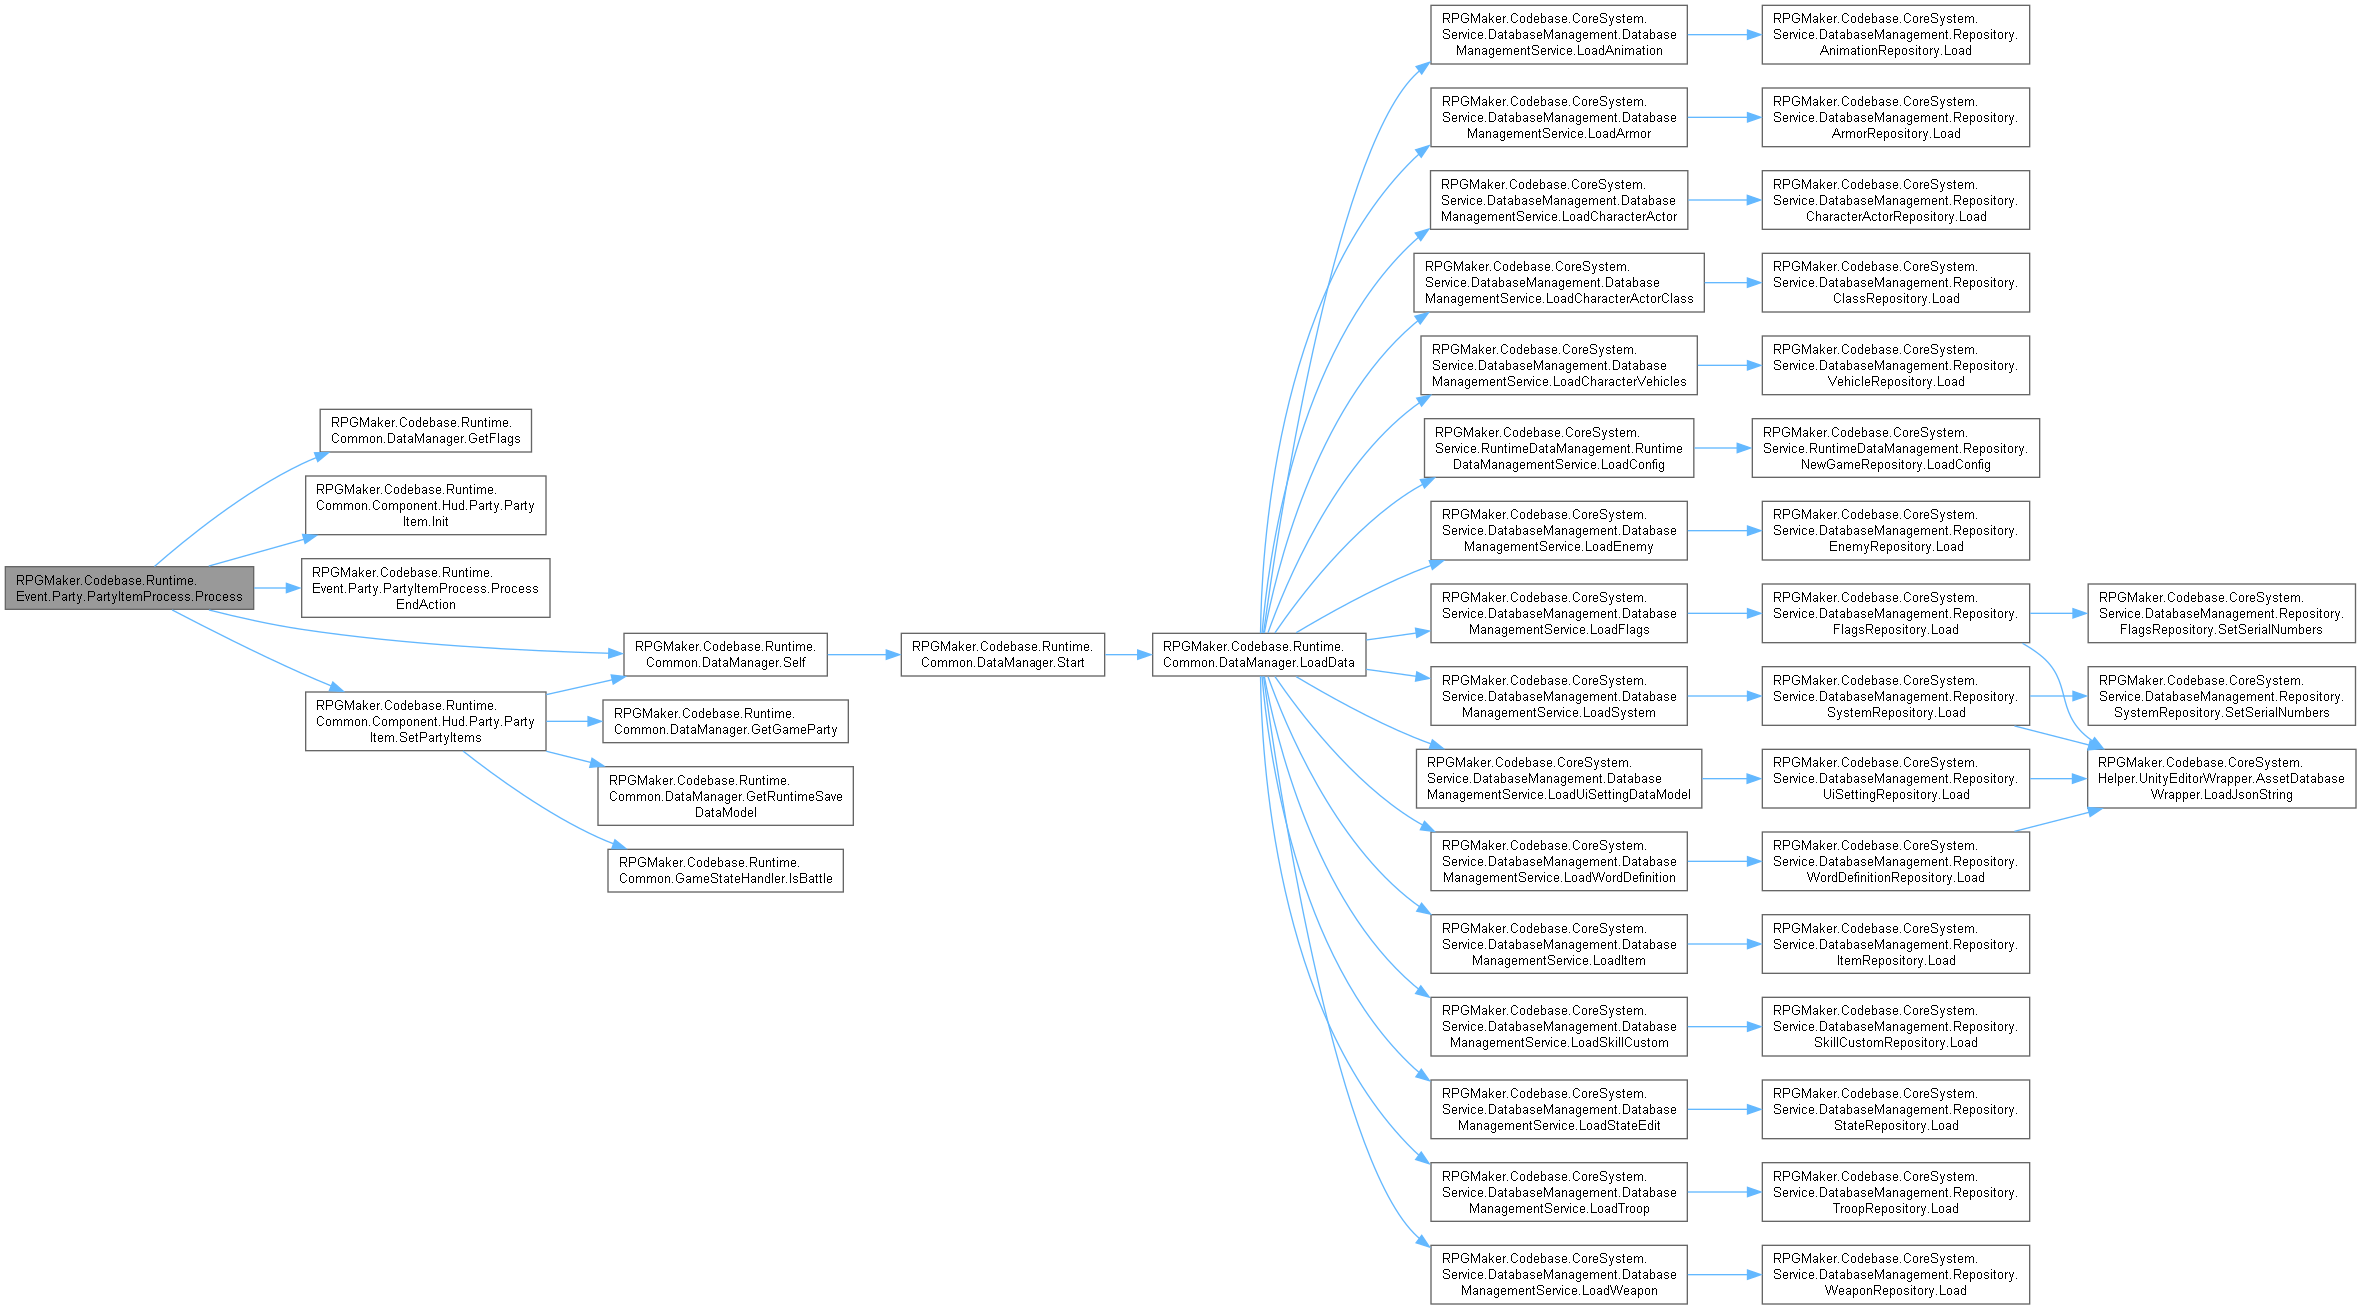 RPGMaker.Codebase.Runtime.
Event.Party.PartyItemProcess.Process
RPGMaker.Codebase.Runtime.
Common.DataManager.GetFlags
RPGMaker.Codebase.Runtime.
Common.Component.Hud.Party.Party
Item.Init
RPGMaker.Codebase.Runtime.
Event.Party.PartyItemProcess.Process
EndAction
RPGMaker.Codebase.Runtime.
Common.Component.Hud.Party.Party
Item.SetPartyItems
RPGMaker.Codebase.Runtime.
Common.DataManager.Self
RPGMaker.Codebase.Runtime.
Common.DataManager.GetGameParty
RPGMaker.Codebase.Runtime.
Common.DataManager.GetRuntimeSave
DataModel
RPGMaker.Codebase.Runtime.
Common.GameStateHandler.IsBattle
RPGMaker.Codebase.Runtime.
Common.DataManager.Start
RPGMaker.Codebase.Runtime.
Common.DataManager.LoadData
RPGMaker.Codebase.CoreSystem.
Service.DatabaseManagement.Database
ManagementService.LoadAnimation
RPGMaker.Codebase.CoreSystem.
Service.DatabaseManagement.Repository.
AnimationRepository.Load
RPGMaker.Codebase.CoreSystem.
Service.DatabaseManagement.Database
ManagementService.LoadArmor
RPGMaker.Codebase.CoreSystem.
Service.DatabaseManagement.Repository.
ArmorRepository.Load
RPGMaker.Codebase.CoreSystem.
Service.DatabaseManagement.Database
ManagementService.LoadCharacterActor
RPGMaker.Codebase.CoreSystem.
Service.DatabaseManagement.Repository.
CharacterActorRepository.Load
RPGMaker.Codebase.CoreSystem.
Service.DatabaseManagement.Database
ManagementService.LoadCharacterActorClass
RPGMaker.Codebase.CoreSystem.
Service.DatabaseManagement.Repository.
ClassRepository.Load
RPGMaker.Codebase.CoreSystem.
Service.DatabaseManagement.Database
ManagementService.LoadCharacterVehicles
RPGMaker.Codebase.CoreSystem.
Service.DatabaseManagement.Repository.
VehicleRepository.Load
RPGMaker.Codebase.CoreSystem.
Service.RuntimeDataManagement.Runtime
DataManagementService.LoadConfig
RPGMaker.Codebase.CoreSystem.
Service.RuntimeDataManagement.Repository.
NewGameRepository.LoadConfig
RPGMaker.Codebase.CoreSystem.
Service.DatabaseManagement.Database
ManagementService.LoadEnemy
RPGMaker.Codebase.CoreSystem.
Service.DatabaseManagement.Repository.
EnemyRepository.Load
RPGMaker.Codebase.CoreSystem.
Service.DatabaseManagement.Database
ManagementService.LoadFlags
RPGMaker.Codebase.CoreSystem.
Service.DatabaseManagement.Repository.
FlagsRepository.Load
RPGMaker.Codebase.CoreSystem.
Service.DatabaseManagement.Repository.
FlagsRepository.SetSerialNumbers
RPGMaker.Codebase.CoreSystem.
Service.DatabaseManagement.Database
ManagementService.LoadSystem
RPGMaker.Codebase.CoreSystem.
Service.DatabaseManagement.Repository.
SystemRepository.Load
RPGMaker.Codebase.CoreSystem.
Service.DatabaseManagement.Repository.
SystemRepository.SetSerialNumbers
RPGMaker.Codebase.CoreSystem.
Service.DatabaseManagement.Database
ManagementService.LoadUiSettingDataModel
RPGMaker.Codebase.CoreSystem.
Service.DatabaseManagement.Repository.
UiSettingRepository.Load
RPGMaker.Codebase.CoreSystem.
Helper.UnityEditorWrapper.AssetDatabase
Wrapper.LoadJsonString
RPGMaker.Codebase.CoreSystem.
Service.DatabaseManagement.Database
ManagementService.LoadWordDefinition
RPGMaker.Codebase.CoreSystem.
Service.DatabaseManagement.Repository.
WordDefinitionRepository.Load
RPGMaker.Codebase.CoreSystem.
Service.DatabaseManagement.Database
ManagementService.LoadItem
RPGMaker.Codebase.CoreSystem.
Service.DatabaseManagement.Repository.
ItemRepository.Load
RPGMaker.Codebase.CoreSystem.
Service.DatabaseManagement.Database
ManagementService.LoadSkillCustom
RPGMaker.Codebase.CoreSystem.
Service.DatabaseManagement.Repository.
SkillCustomRepository.Load
RPGMaker.Codebase.CoreSystem.
Service.DatabaseManagement.Database
ManagementService.LoadStateEdit
RPGMaker.Codebase.CoreSystem.
Service.DatabaseManagement.Repository.
StateRepository.Load
RPGMaker.Codebase.CoreSystem.
Service.DatabaseManagement.Database
ManagementService.LoadTroop
RPGMaker.Codebase.CoreSystem.
Service.DatabaseManagement.Repository.
TroopRepository.Load
RPGMaker.Codebase.CoreSystem.
Service.DatabaseManagement.Database
ManagementService.LoadWeapon
RPGMaker.Codebase.CoreSystem.
Service.DatabaseManagement.Repository.
WeaponRepository.Load